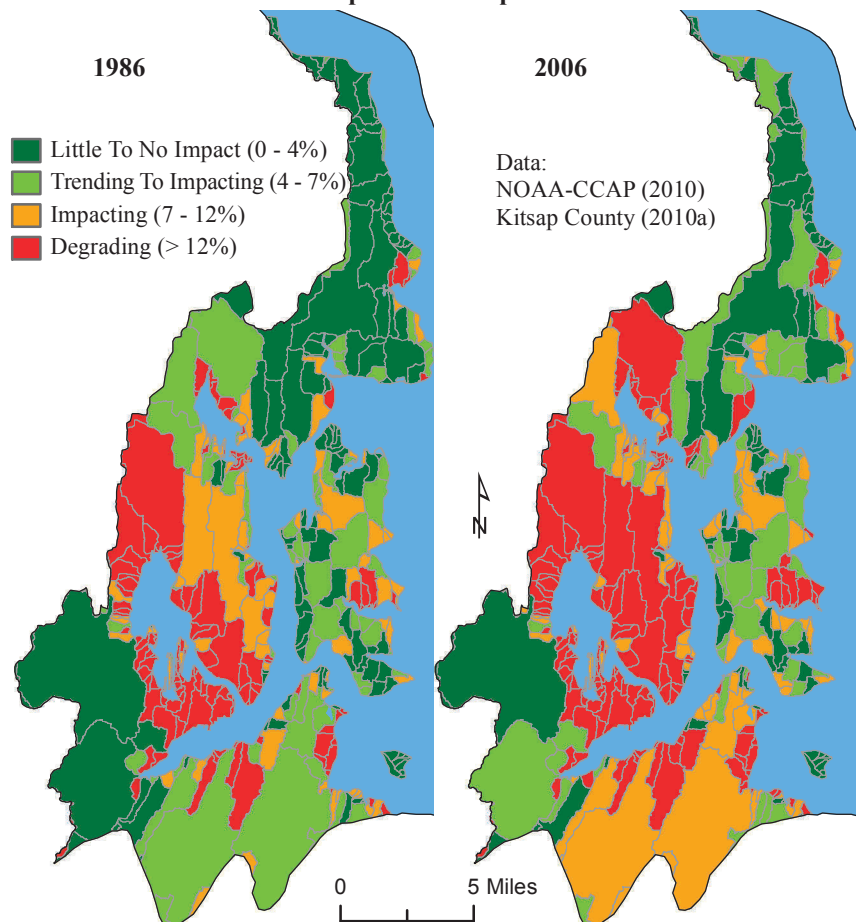 1986
2006
Little To No Impact (0 - 4%)
Trending To Impacting (4 - 7%)
Impacting (7 - 12%)
Degrading (> 12%)
Data:
NOAA-CCAP (2010)
Kitsap County (2010a)
N
0 5 Miles